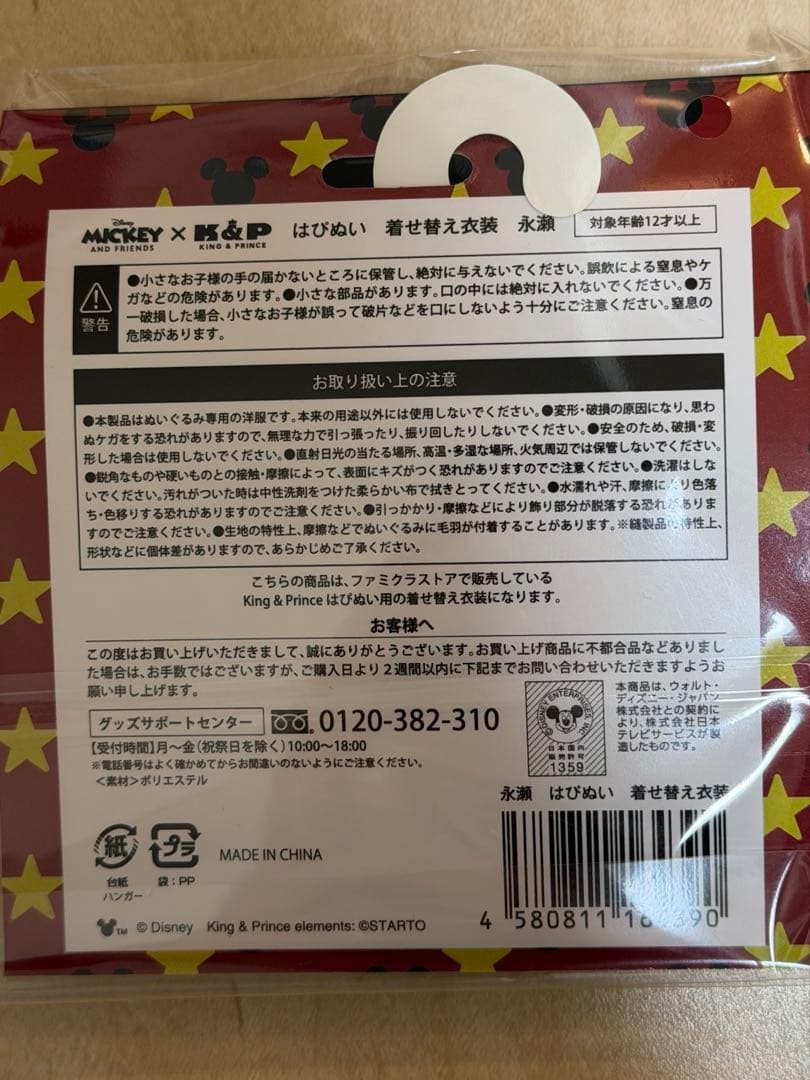 Disney
MICKEY
AND FRIENDS
×
K&P
KING & PRINCE
はぴぬい 着せ替え衣装 永瀬
対象年齢12才以上
警告
●小さなお子様の手の届かないところに保管し、絶対に与えないでください。誤飲による窒息やケ
ガなどの危険があります。●小さな部品があります。口の中には絶対に入れないでください。●万
一破損した場合、小さなお子様が誤って破片などを口にしないよう十分にご注意ください。窒息の
危険があります。
お取り扱い上の注意
●本製品はぬいぐるみ専用の洋服です。本来の用途以外には使用しないでください。●変形・破損の原因になり、思わ
ぬケガをする恐れがありますので、無理な力で引っ張ったり、振り回したりしないでください。●安全のため、破損・変
形した場合は使用しないでください。●直射日光の当たる場所、高温・多湿な場所、火気周辺では保管しないでください。
●鋭角なものや硬いものとの接触・摩擦によって、表面にキズがつく恐れがありますのでご注意ください。●洗濯はしな
いでください。汚れがついた時は中性洗剤をつけた柔らかい布で拭きとってください。●水濡れや汗、摩擦により色落
ち・色移りする恐れがありますのでご注意ください。●引っかかり・摩擦などにより飾り部分が脱落する恐れがありま
すのでご注意ください。●生地の特性上、摩擦などでぬいぐるみに毛羽が付着することがあります。※縫製品の特性上、
形状などに個体差がありますので、あらかじめご了承ください。
こちらの商品は、ファミクラストアで販売している
King & Prince はぴぬい用の着せ替え衣装になります。
お客様へ
この度はお買い上げいただきまして、誠にありがとうございます。お買い上げ商品に不都合品などありまし
た場合は、お手数ではございますが、ご購入日より2週間以内に下記までお問い合わせいただきますようお
願い申し上げます。
グッズサポートセンター
0120-382-310
【受付時間】月〜金（祝祭日を除く）10:00〜18:00
※電話番号はよく確かめてからお間違いのないようにご注意ください。
<素材>ポリエステル
©DISNEY ENTERPRISES, INC.
日本国内
販売許可
1359
本商品は、ウォルト・
ディズニー・ジャパン
株式会社との契約に
より、株式会社日本
テレビサービスが製
造したものです。
永瀬 はぴぬい 着せ替え衣装
紙
台紙
ハンガー
プラ
袋：PP
MADE IN CHINA
4 580811
TM © Disney King & Prince elements: ©STARTO